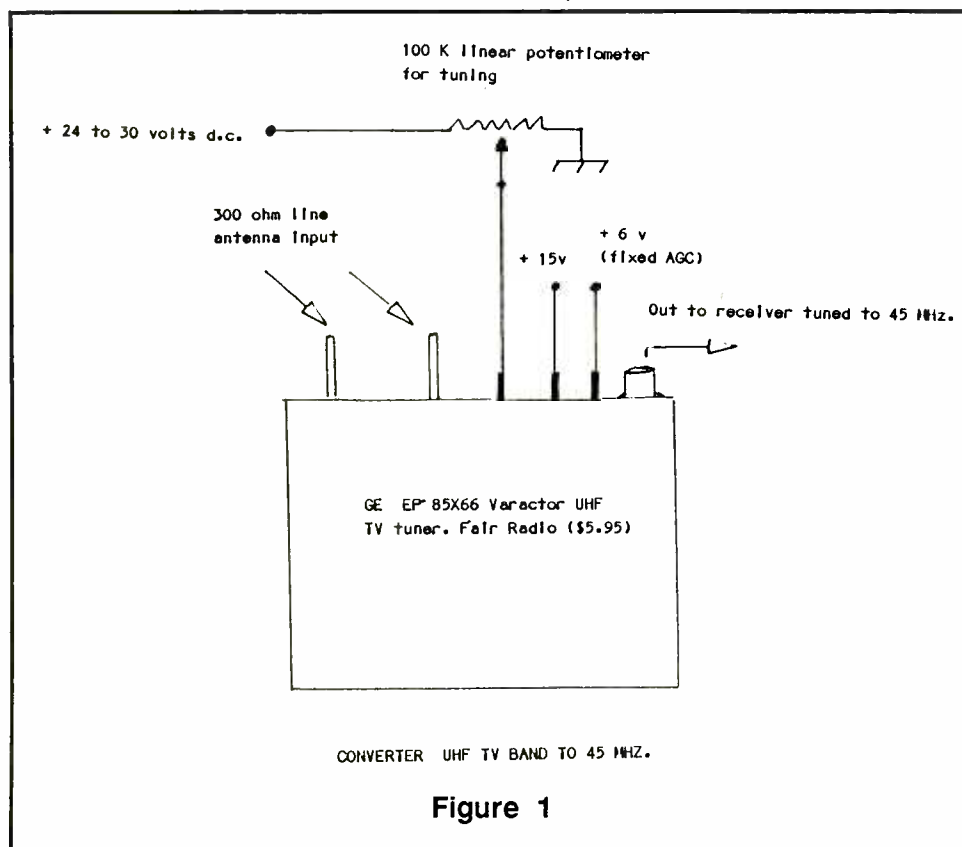 100 K linear potentiometer
for tuning
+ 24 to 30 volts d.c.
300 ohm line
antenna input
+ 6 v
(fixed AGC)
+ 15v
Out to receiver tuned to 45 MHz.
GE EP 85X66 Varactor UHF
TV tuner. Fair Radio ($5.95)
CONVERTER UHF TV BAND TO 45 MHZ.
Figure 1